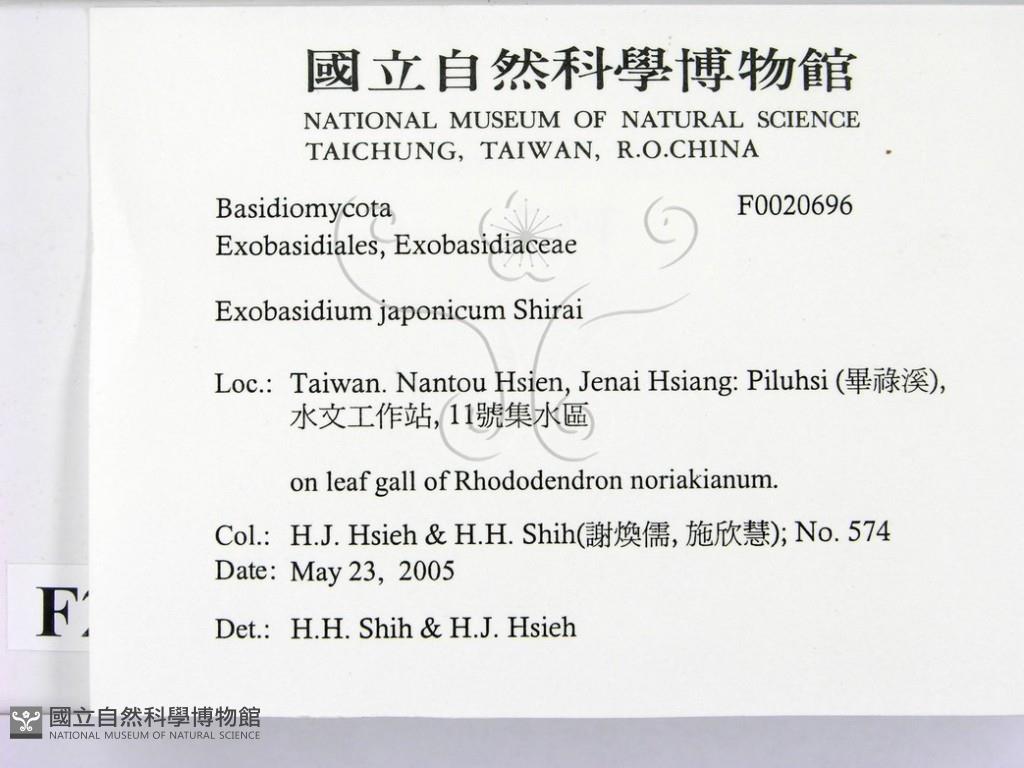 國立自然科學博物館
NATIONAL MUSEUM OF NATURAL SCIENCE
TAICHUNG, TAIWAN, R.O.CHINA
Basidiomycota F0020696
Exobasidiales, Exobasidiaceae
Exobasidium japonicum Shirai
Loc.: Taiwan. Nantou Hsien, Jenai Hsiang: Piluhsi (畢祿溪),
水文工作站, 11號集水區
on leaf gall of Rhododendron noriakianum.
Col.: H.J. Hsieh & H.H. Shih(謝煥儒, 施欣慧); No. 574
Date: May 23, 2005
Det.: H.H. Shih & H.J. Hsieh
國立自然科學博物館
NATIONAL MUSEUM OF NATURAL SCIENCE